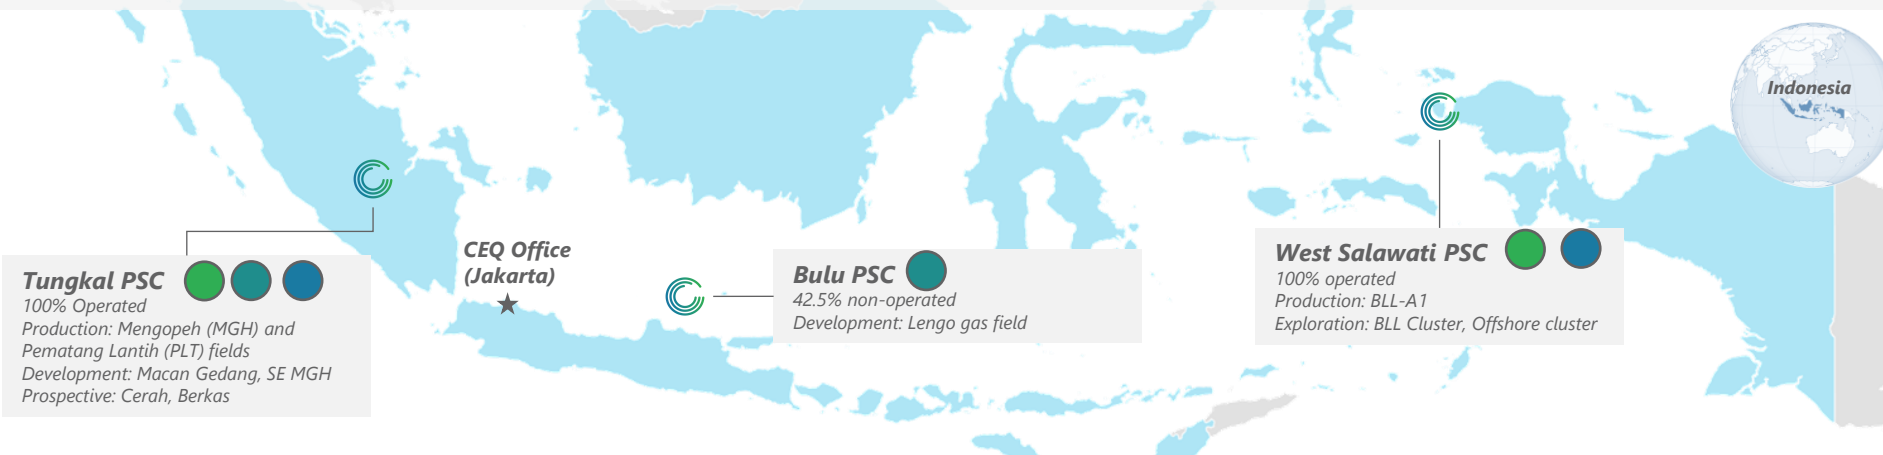 Indonesia
Tungkal PSC
100% Operated
Production: Mengopeh (MGH) and
Pematang Lantih (PLT) fields
Development: Macan Gedang, SE MGH
Prospective: Cerah, Berkas
CEQ Office
(Jakarta)
Bulu PSC
42.5% non-operated
Development: Lengo gas field
West Salawati PSC
100% operated
Production: BLL-A1
Exploration: BLL Cluster, Offshore cluster